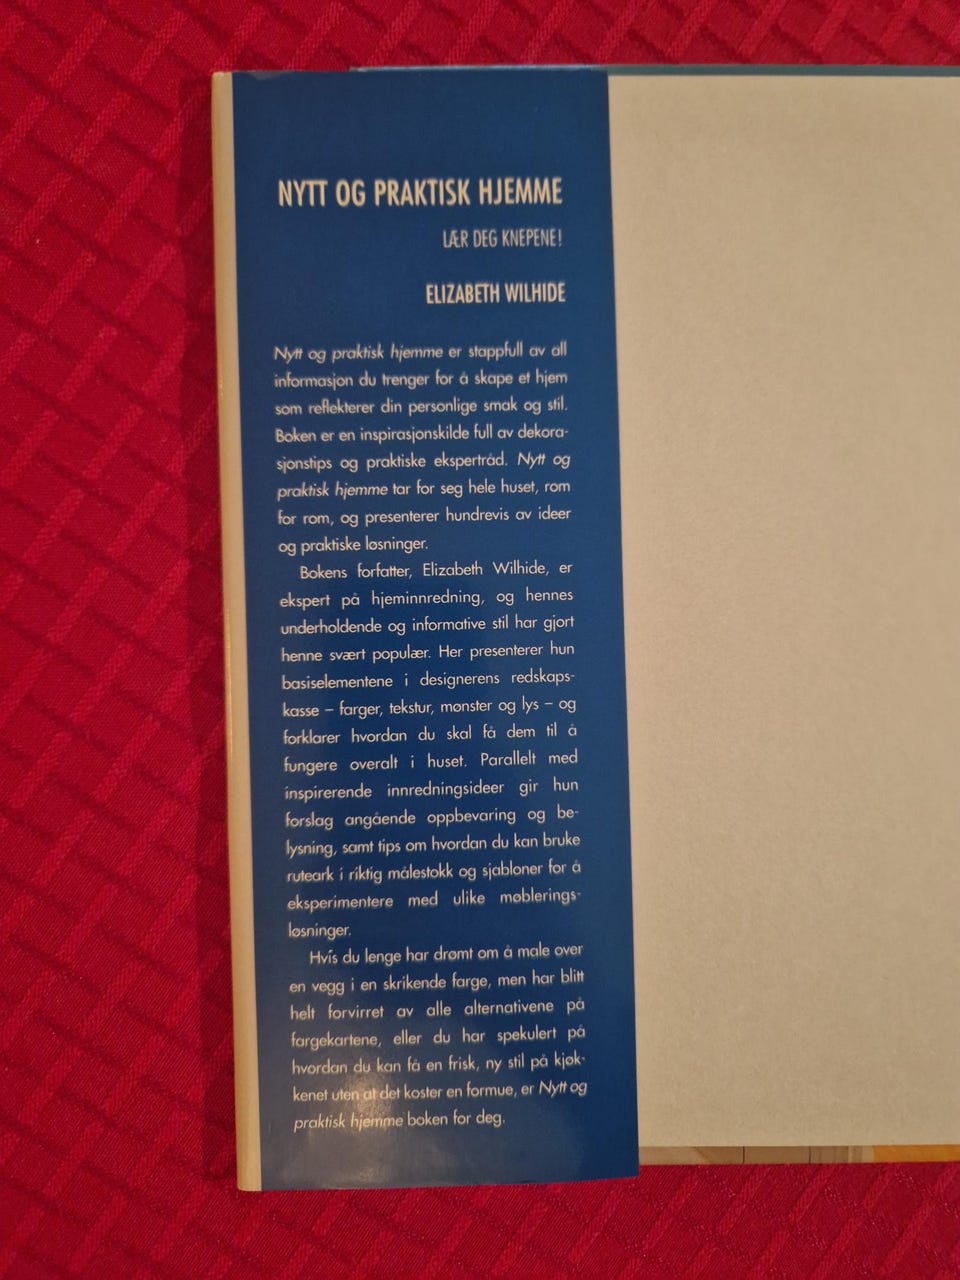 NYTT OG PRAKTISK HJEMME
LÆR DEG KNEPENE!
ELIZABETH WILHIDE
Nytt og praktisk hjemme er stappfull av all
informasjon du trenger for å skape et hjem
som reflekterer din personlige smak og stil.
Boken er en inspirasjonskilde full av dekora-
sjonstips og praktiske ekspertråd. Nytt og
praktisk hjemme tar for seg hele huset, rom
for rom, og presenterer hundrevis av ideer
og praktiske løsninger.
Bokens forfatter, Elizabeth Wilhide, er
ekspert på hjeminnredning, og hennes
underholdende og informative stil har gjort
henne svært populær. Her presenterer hun
basiselementene i designerens redskaps-
kasse – farger, tekstur, mønster og lys – og
forklarer hvordan du skal få dem til å
fungere overalt i huset. Parallelt med
inspirerende innredningsideer gir hun
forslag angående oppbevaring og be-
lysning, samt tips om hvordan du kan bruke
ruteark i riktig målestokk og sjabloner for å
eksperimentere med ulike møblerings-
løsninger.
Hvis du lenge har drømt om å male over
en vegg i en skrikende farge, men har blitt
helt forvirret av alle alternativene på
fargekartene, eller du har spekulert på
hvordan du kan få en frisk, ny stil på kjøk-
kenet uten at det koster en formue, er Nytt og
praktisk hjemme boken for deg.